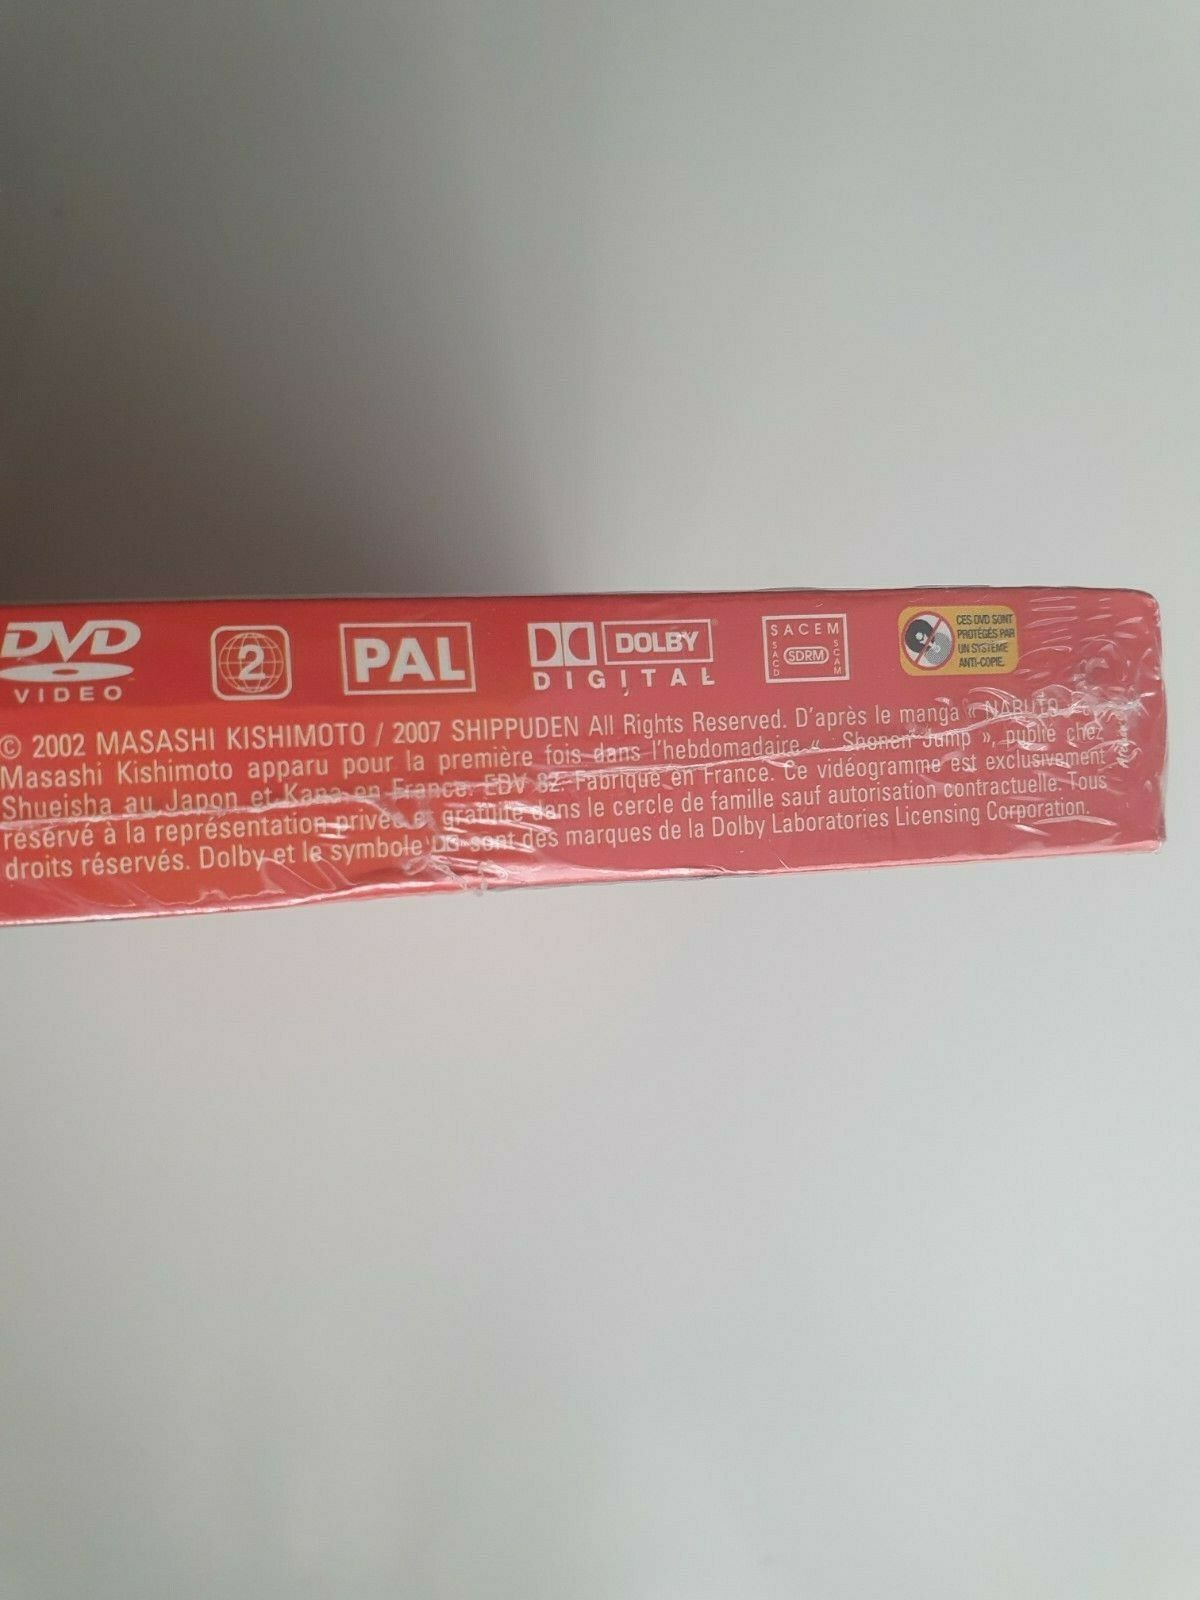 DVD VIDEO
2
PAL
DOLBY DIGITAL
SACEM SACD SDRM SCAM
CES DVD SONT
PROTÉGÉS PAR
UN SYSTÈME
ANTI-COPIE.
© 2002 MASASHI KISHIMOTO / 2007 SHIPPUDEN All Rights Reserved. D'après le manga « NARUTO
Masashi Kishimoto apparu pour la première fois dans l'hebdomadaire « Shonen Jump », publié chez
Shueisha au Japon et Kana en France. EDV 82. Fabriqué en France. Ce vidéogramme est exclusivement
réservé à la représentation privée et gratuite dans le cercle de famille sauf autorisation contractuelle. Tous
droits réservés. Dolby et le symbole sont des marques de la Dolby Laboratories Licensing Corporation.